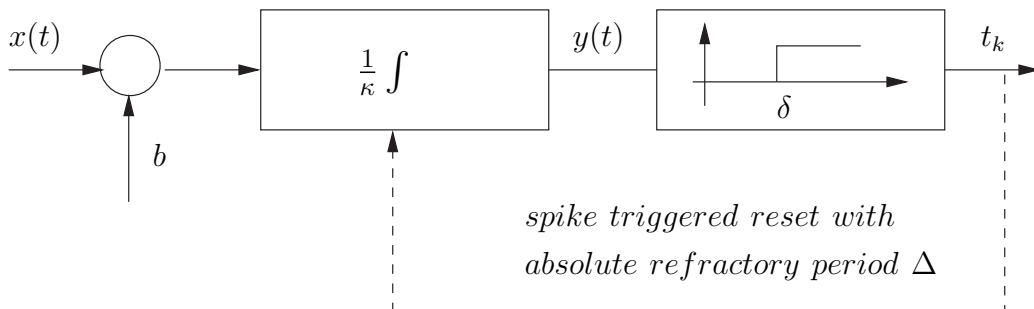 x(t)
b
1/κ ∫
y(t)
δ
t_k
spike triggered reset with
absolute refractory period Δ